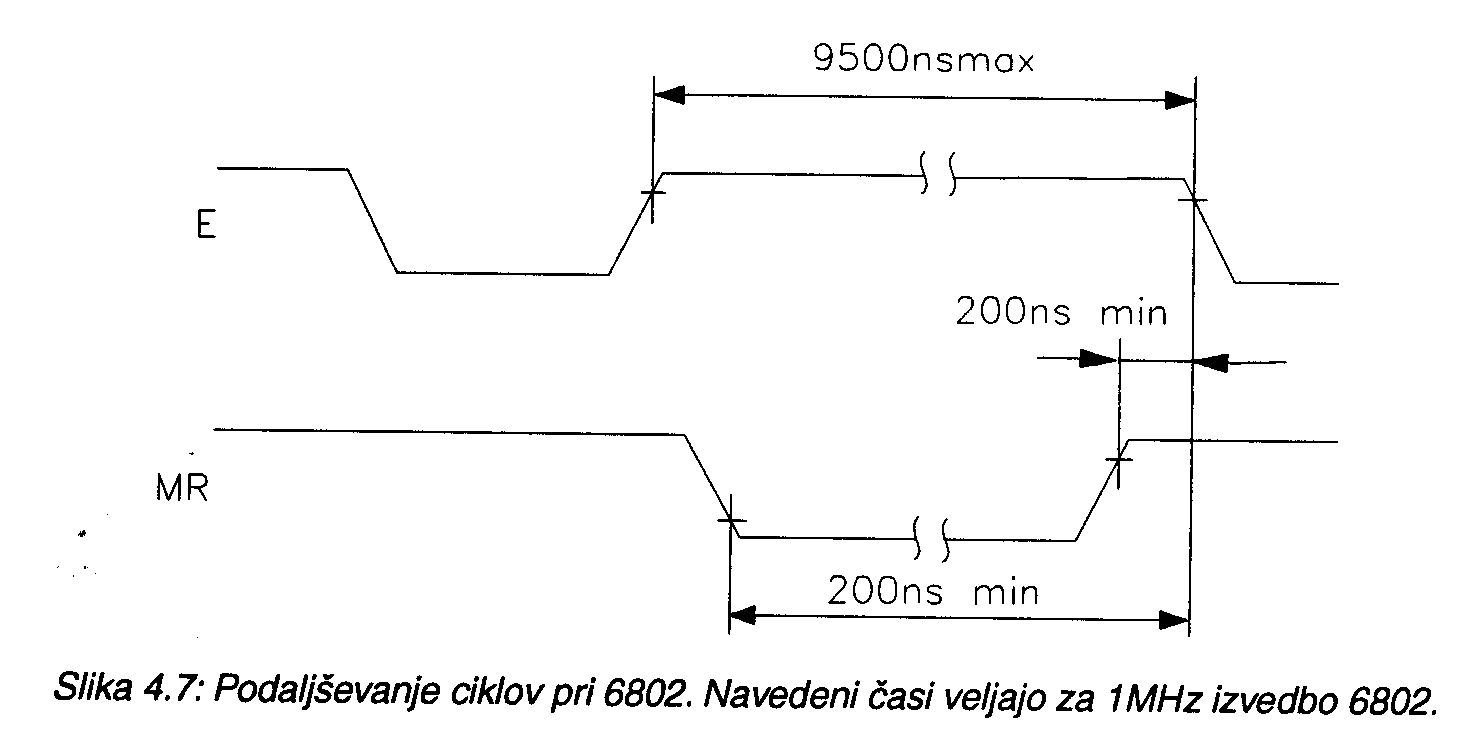 9500nsmax
E
200ns min
MR
200ns min
Slika 4.7: Podaljševanje ciklov pri 6802. Navedeni časi veljajo za 1MHz izvedbo 6802.